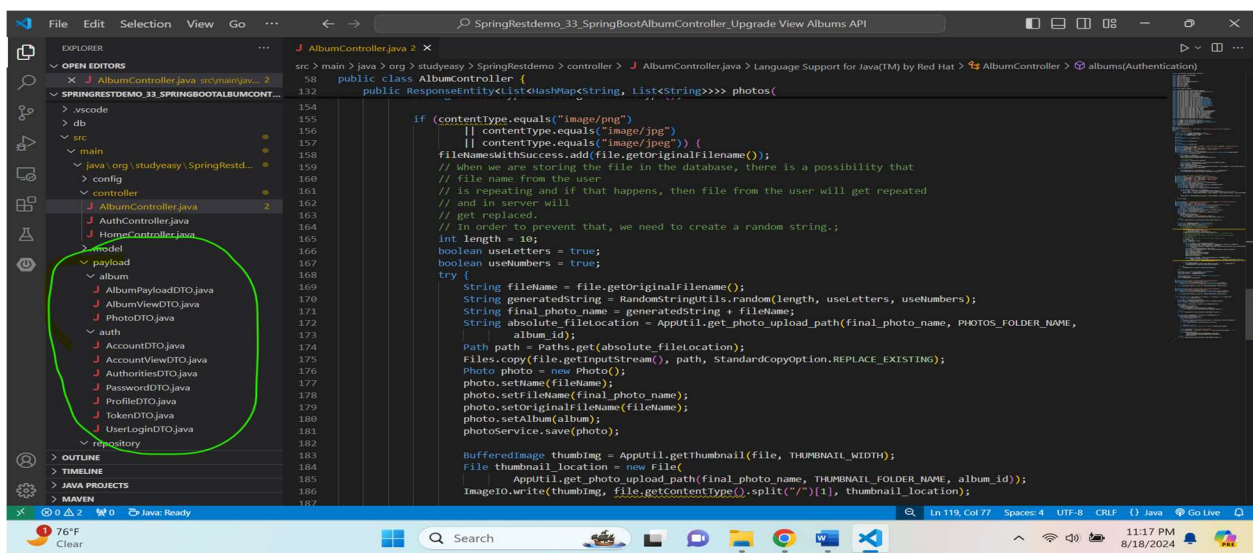 File Edit Selection View Go ···
SpringRestdemo_33_SpringBootAlbumController_Upgrade View Albums API
EXPLORER ···
OPEN EDITORS
AlbumController.java src\main\jav... 2
SPRINGRESTDEMO_33_SPRINGBOOTALBUMCONT...
.vscode
db
src
main
java\org\studyeasy\SpringRestd...
config
controller
AlbumController.java 2
AuthController.java
HomeController.java
model
payload
album
AlbumPayloadDTO.java
AlbumViewDTO.java
PhotoDTO.java
auth
AccountDTO.java
AccountViewDTO.java
AuthoritiesDTO.java
PasswordDTO.java
ProfileDTO.java
TokenDTO.java
UserLoginDTO.java
repository
OUTLINE
TIMELINE
JAVA PROJECTS
MAVEN
AlbumController.java 2
src > main > java > org > studyeasy > SpringRestdemo > controller > J AlbumController.java > Language Support for Java(TM) by Red Hat > AlbumController > albums(Authentication)
58 public class AlbumController {
132 public ResponseEntity<List<HashMap<String, List<String>>>> photos(
154
155 if (contentType.equals("image/png")
156 || contentType.equals("image/jpg")
157 || contentType.equals("image/jpeg")) {
158 fileNamesWithSuccess.add(file.getOriginalFilename());
159 // When we are storing the file in the database, there is a possibility that
160 // file name from the user
161 // is repeating and if that happens, then file from the user will get repeated
162 // and in server will
163 // get replaced.
164 // In order to prevent that, we need to create a random string.;
165 int length = 10;
166 boolean useLetters = true;
167 boolean useNumbers = true;
168 try {
169 String fileName = file.getOriginalFilename();
170 String generatedString = RandomStringUtils.random(length, useLetters, useNumbers);
171 String final_photo_name = generatedString + fileName;
172 String absolute_fileLocation = AppUtil.get_photo_upload_path(final_photo_name, PHOTOS_FOLDER_NAME,
173 album_id);
174 Path path = Paths.get(absolute_fileLocation);
175 Files.copy(file.getInputStream(), path, StandardCopyOption.REPLACE_EXISTING);
176 Photo photo = new Photo();
177 photo.setName(fileName);
178 photo.setFileName(final_photo_name);
179 photo.setOriginalFileName(fileName);
180 photo.setAlbum(album);
181 photoService.save(photo);
182
183 BufferedImage thumbImg = AppUtil.getThumbnail(file, THUMBNAIL_WIDTH);
184 File thumbnail_location = new File(
185 AppUtil.get_photo_upload_path(final_photo_name, THUMBNAIL_FOLDER_NAME, album_id));
186 ImageIO.write(thumbImg, file.getContentType().split("/")[1], thumbnail_location);
187
0 2 0 Java: Ready
Ln 119, Col 77 Spaces: 4 UTF-8 CRLF {} Java Go Live
1 76°F
Clear
Search
11:17 PM
8/18/2024
PRE